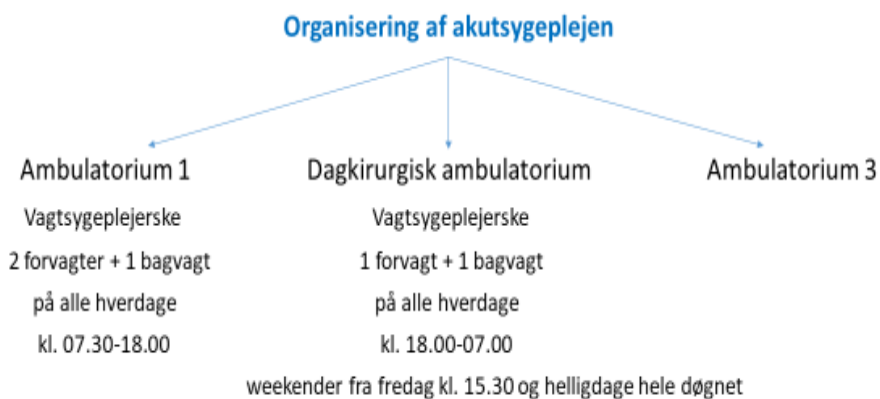 Organisering af akutsygeplejen
Ambulatorium 1
Vagtsygeplejerske
2 forvagter + 1 bagvagt
på alle hverdage
kl. 07.30-18.00
Dagkirurgisk ambulatorium
Vagtsygeplejerske
1 forvagt + 1 bagvagt
på alle hverdage
kl. 18.00-07.00
weekender fra fredag kl. 15.30 og helligdage hele døgnet
Ambulatorium 3